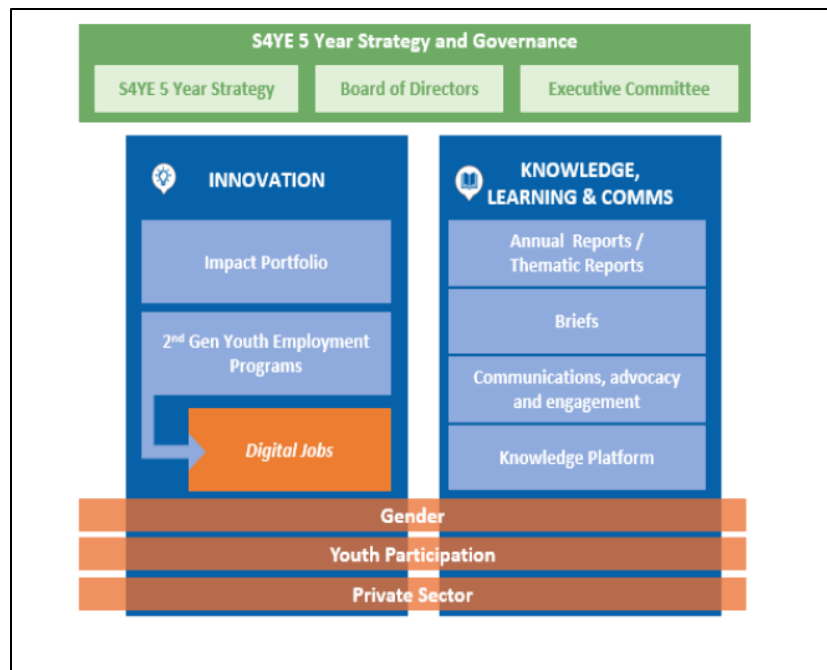 S4YE 5 Year Strategy and Governance
S4YE 5 Year Strategy
Board of Directors
Executive Committee
INNOVATION
Impact Portfolio
2nd Gen Youth Employment
Programs
Digital Jobs
KNOWLEDGE,
LEARNING & COMMS
Annual Reports /
Thematic Reports
Briefs
Communications, advocacy
and engagement
Knowledge Platform
Gender
Youth Participation
Private Sector